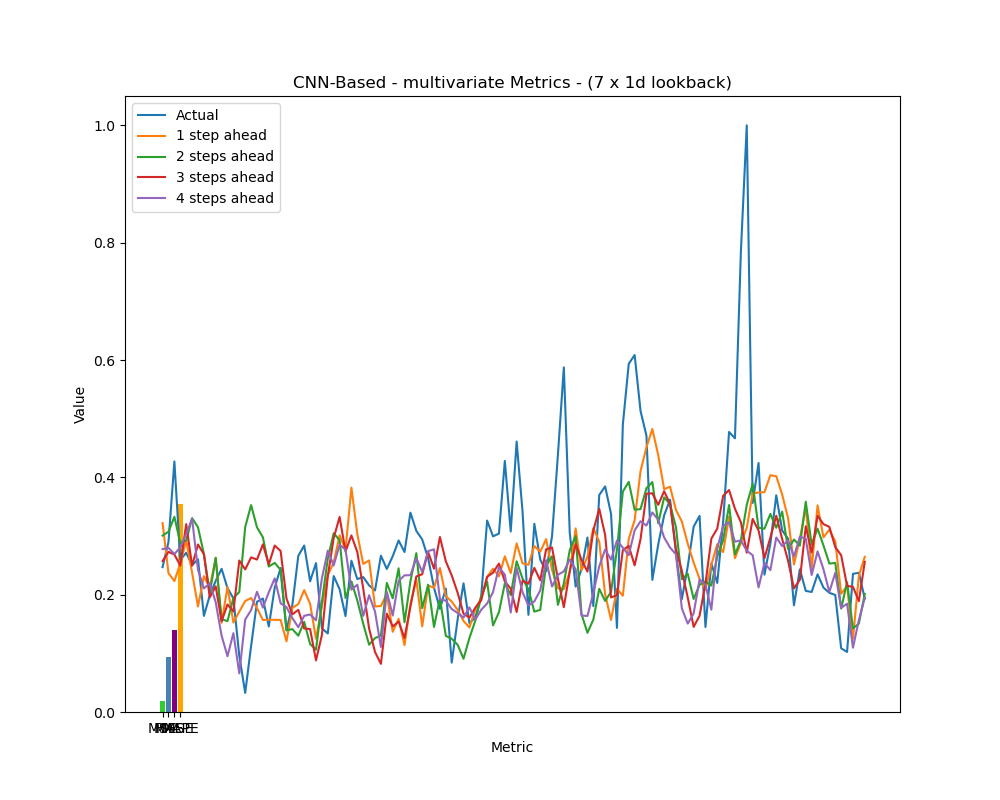 CNN-Based - multivariate Metrics - (7 x 1d lookback)
Actual
1 step ahead
2 steps ahead
3 steps ahead
4 steps ahead
1.0
0.8
0.6
0.4
0.2
0.0
Value
Metric